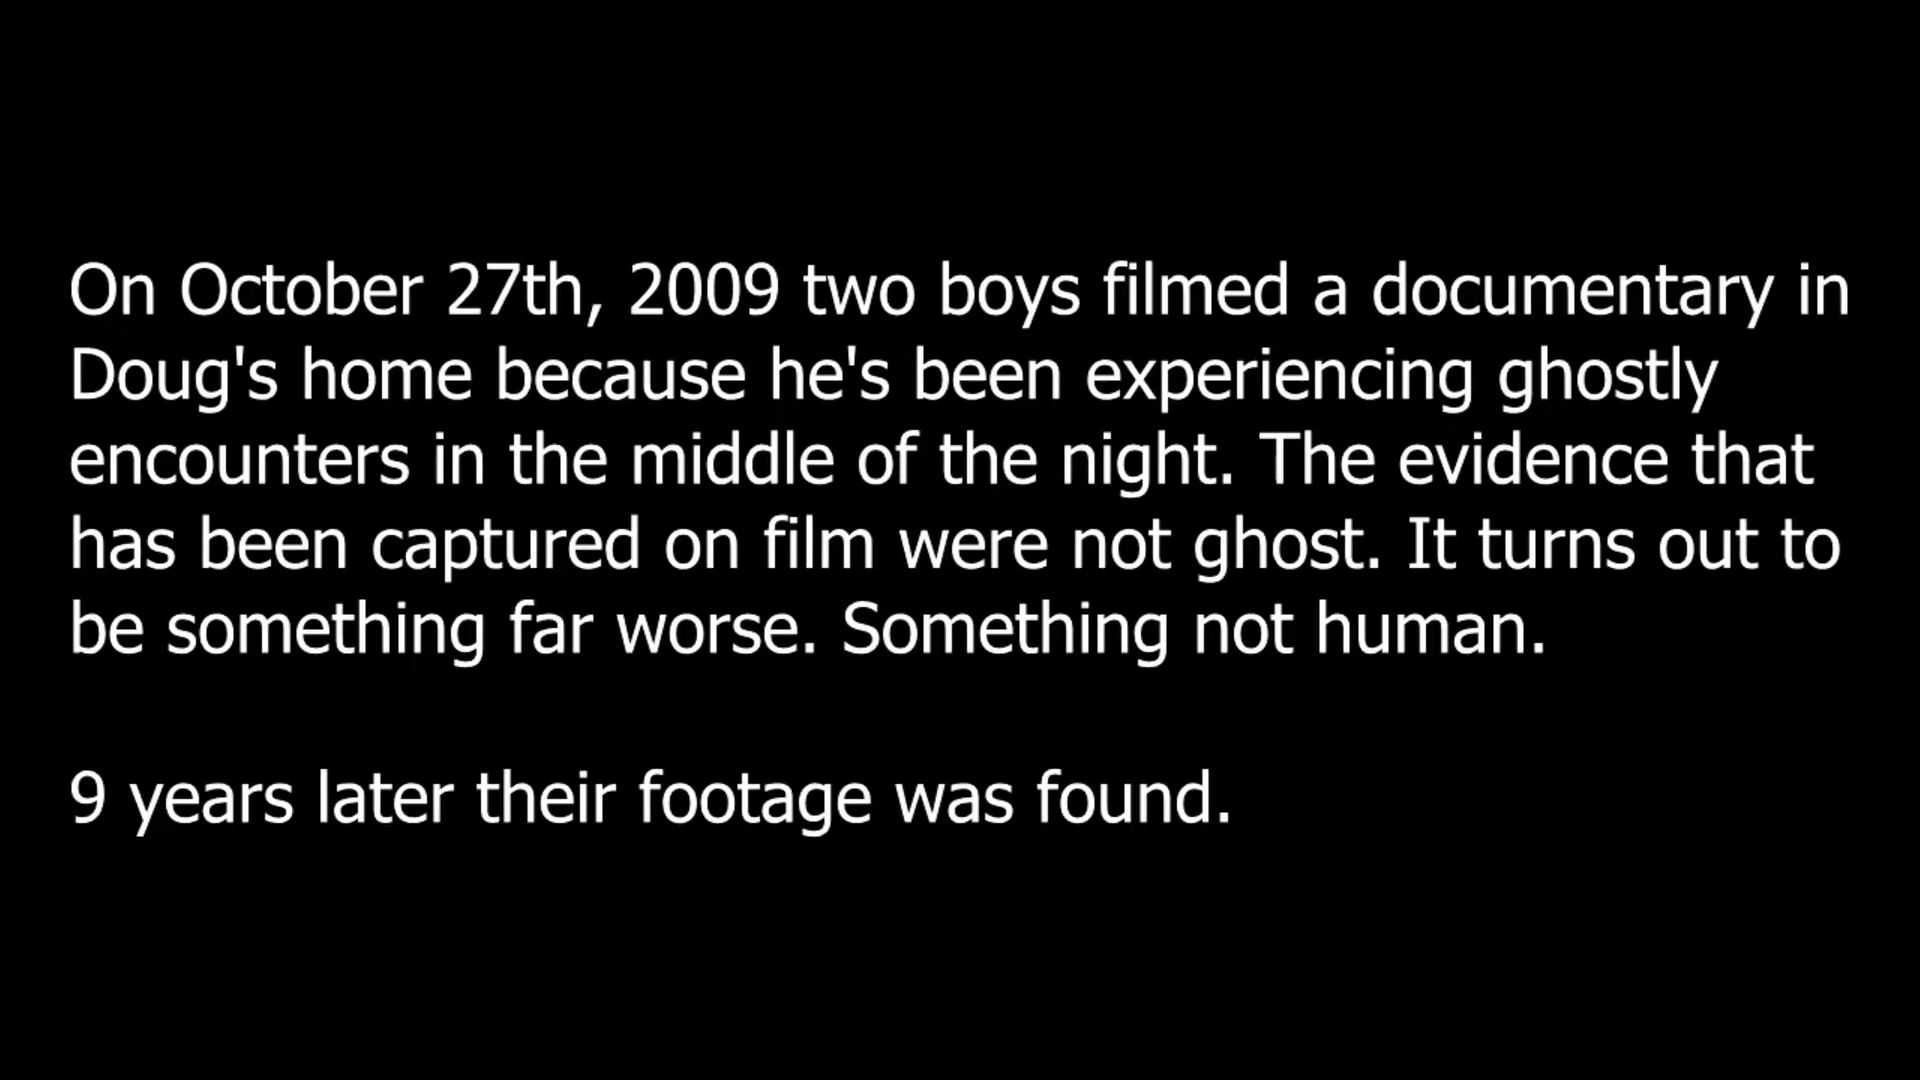 On October 27th, 2009 two boys filmed a documentary in
Doug's home because he's been experiencing ghostly
encounters in the middle of the night. The evidence that
has been captured on film were not ghost. It turns out to
be something far worse. Something not human.
9 years later their footage was found.